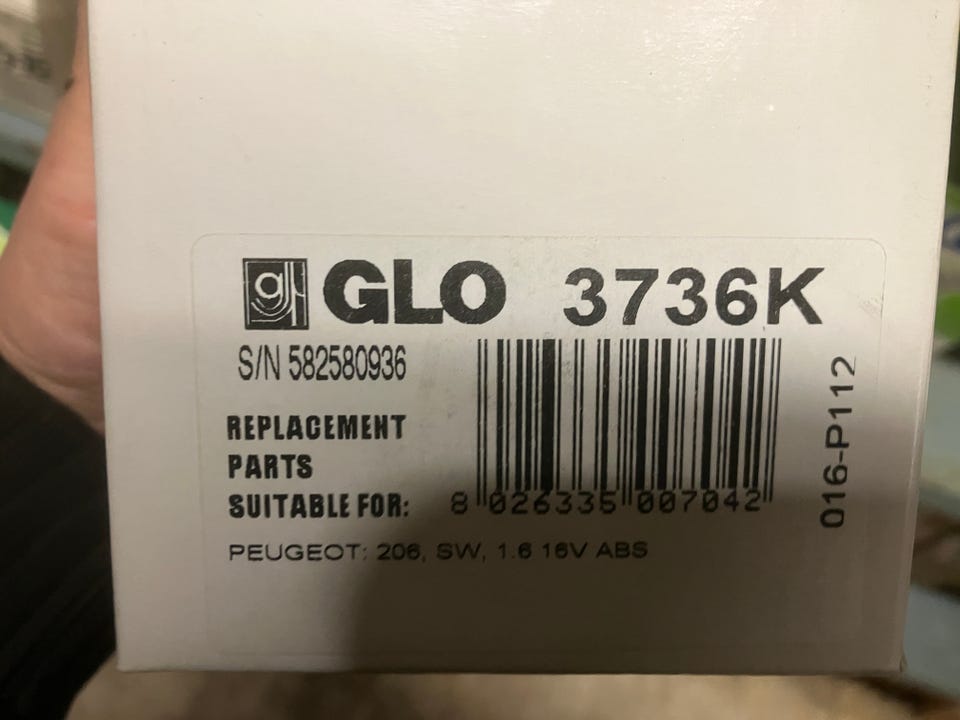 gl GLO 3736K
S/N 582580936
REPLACEMENT
PARTS
SUITABLE FOR:
8 026335 007042
PEUGEOT: 206, SW, 1.6 16V ABS
016-P112